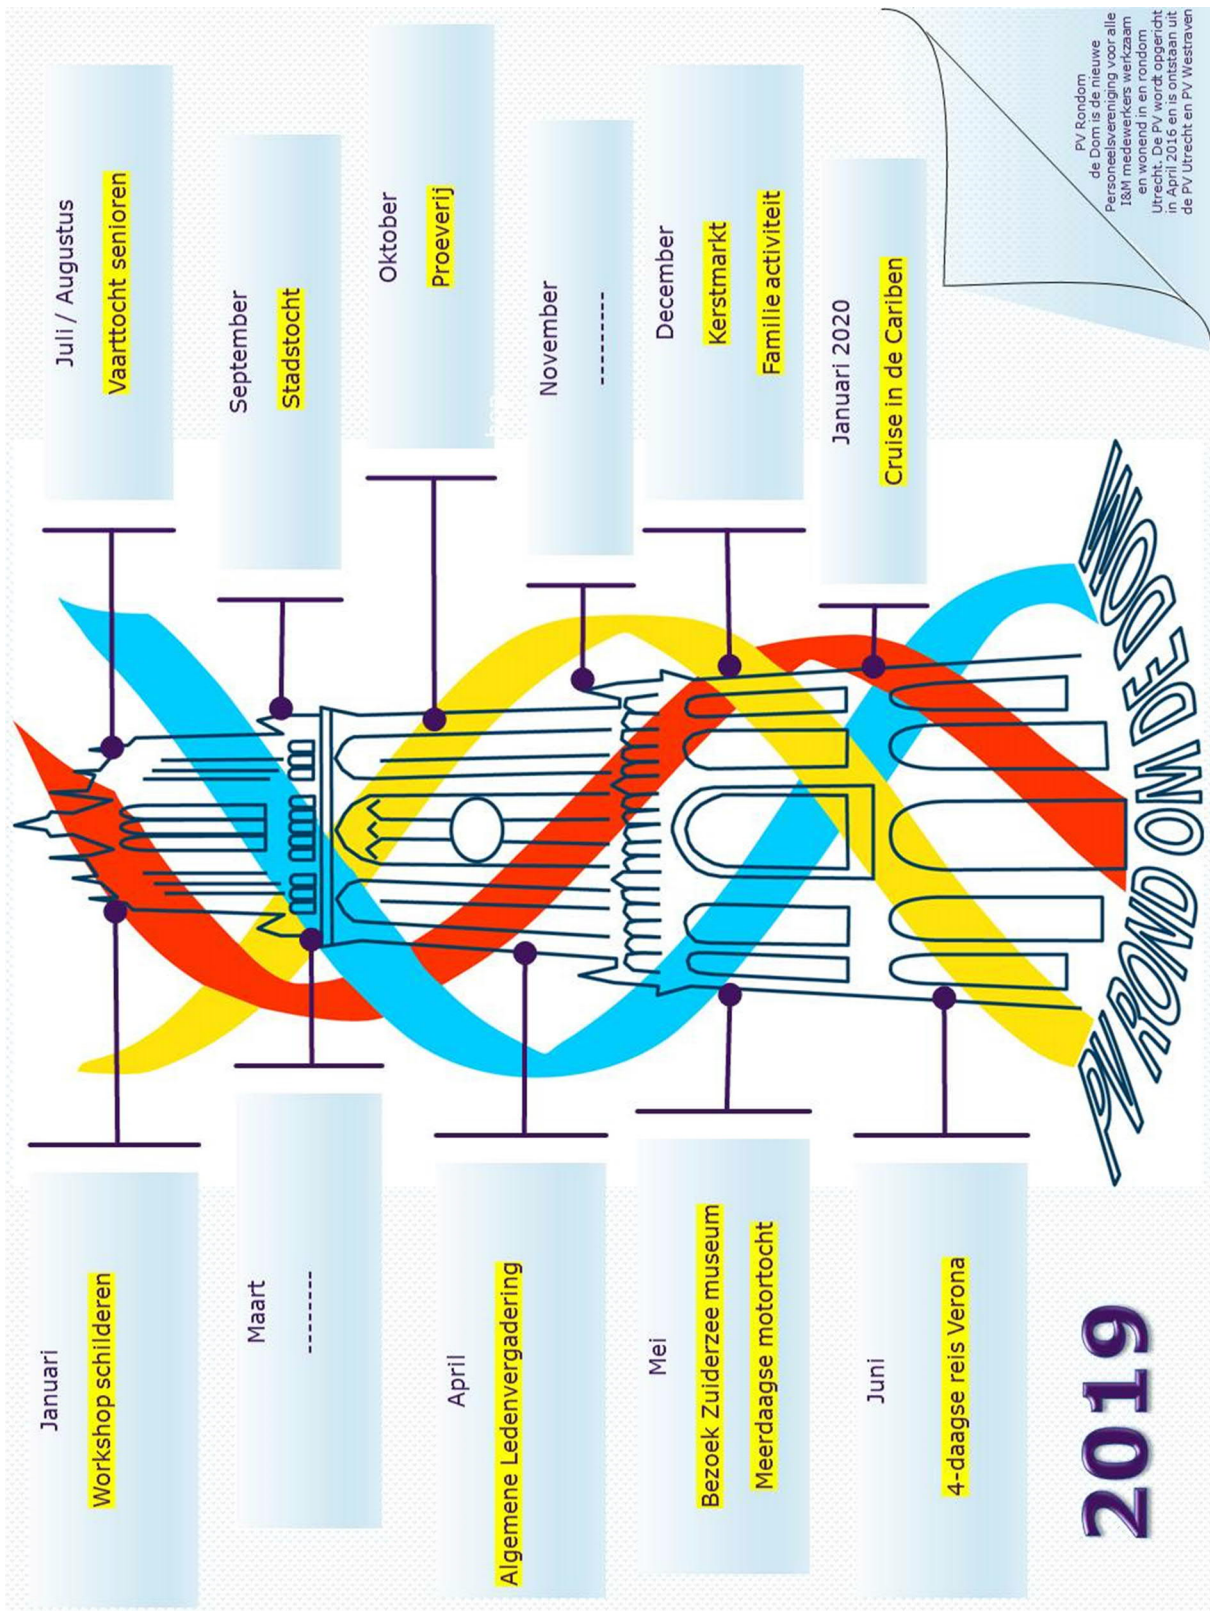 Januari
Workshop schilderen
Maart
---------
April
Algemene Ledenvergadering
Mei
Bezoek Zuiderzee museum
Meerdaagse motortocht
Juni
4-daagse reis Verona
2019
PV ROND OM DE DOM
Juli / Augustus
Vaarttocht senioren
September
Stadstocht
Oktober
Proeverij
November
---------
December
Kerstmarkt
Familie activiteit
Januari 2020
Cruise in de Cariben
PV Rondom
de Dom is de nieuwe
Personeelsvereniging voor alle
I&M medewerkers werkzaam
en wonend in en rondom
Utrecht. De PV wordt opgericht
in April 2016 en is ontstaan uit
de PV Utrecht en PV Westraven